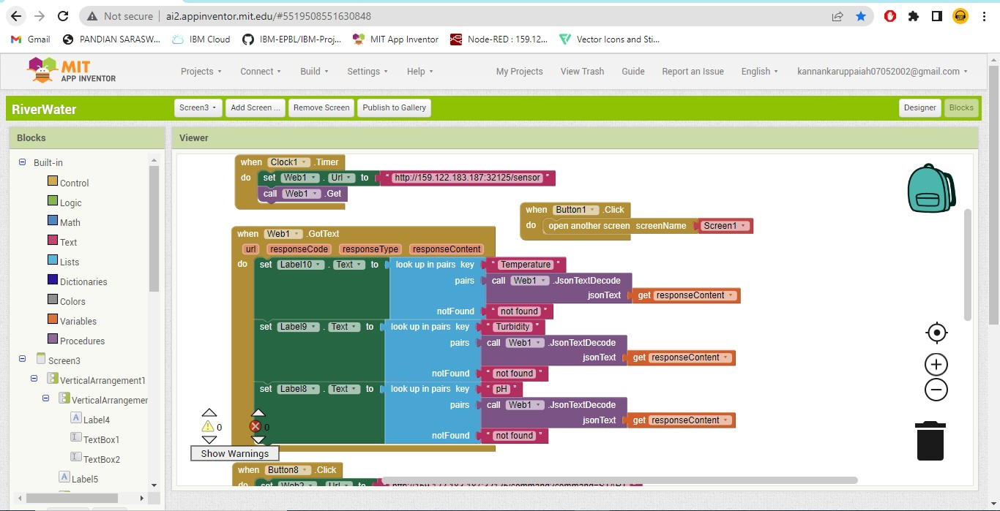 Not secure ai2.appinventor.mit.edu/#5519508551630848
Gmail PANDIAN SARASW... IBM Cloud IBM-EPBL/IBM-Proj... MIT App Inventor Node-RED : 159.12... Vector Icons and Sti...
MIT APP INVENTOR Projects Connect Build Settings Help My Projects View Trash Guide Report an Issue English kannankaruppaiah07052002@gmail.com
RiverWater Screen3 Add Screen ... Remove Screen Publish to Gallery Designer Blocks
Blocks Viewer
Built-in
Control
Logic
Math
Text
Lists
Dictionaries
Colors
Variables
Procedures
Screen3
VerticalArrangement1
VerticalArrangemer
Label4
TextBox1
TextBox2
Label5
when Clock1 .Timer
do set Web1 . Url to " http://159.122.183.187:32125/sensor "
call Web1 .Get
when Button1 .Click
do open another screen screenName Screen1
when Web1 .GotText
url responseCode responseType responseContent
do set Label10 . Text to look up in pairs key " Temperature "
pairs call Web1 .JsonTextDecode
jsonText get responseContent
notFound " not found "
set Label9 . Text to look up in pairs key " Turbidity "
pairs call Web1 .JsonTextDecode
jsonText get responseContent
notFound " not found "
set Label8 . Text to look up in pairs key " pH "
pairs call Web1 .JsonTextDecode
jsonText get responseContent
notFound " not found "
0 0
Show Warnings
when Button8 .Click
do set Web2 . Url to